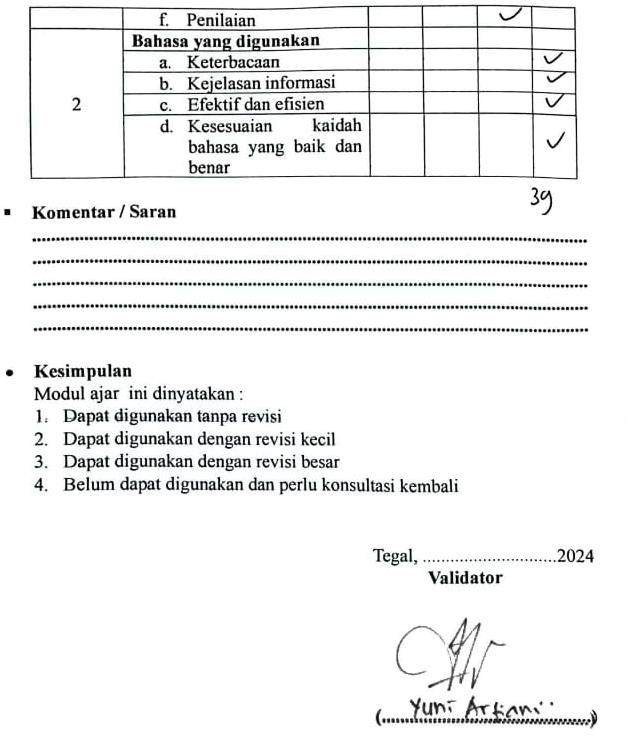 f. Penilaian ✓
Bahasa yang digunakan
a. Keterbacaan ✓
b. Kejelasan informasi ✓
2 c. Efektif dan efisien ✓
d. Kesesuaian kaidah
bahasa yang baik dan ✓
benar
39
▪ Komentar / Saran
• Kesimpulan
Modul ajar ini dinyatakan :
1. Dapat digunakan tanpa revisi
2. Dapat digunakan dengan revisi kecil
3. Dapat digunakan dengan revisi besar
4. Belum dapat digunakan dan perlu konsultasi kembali
Tegal, .............................2024
Validator
(Yuni Arfiani)